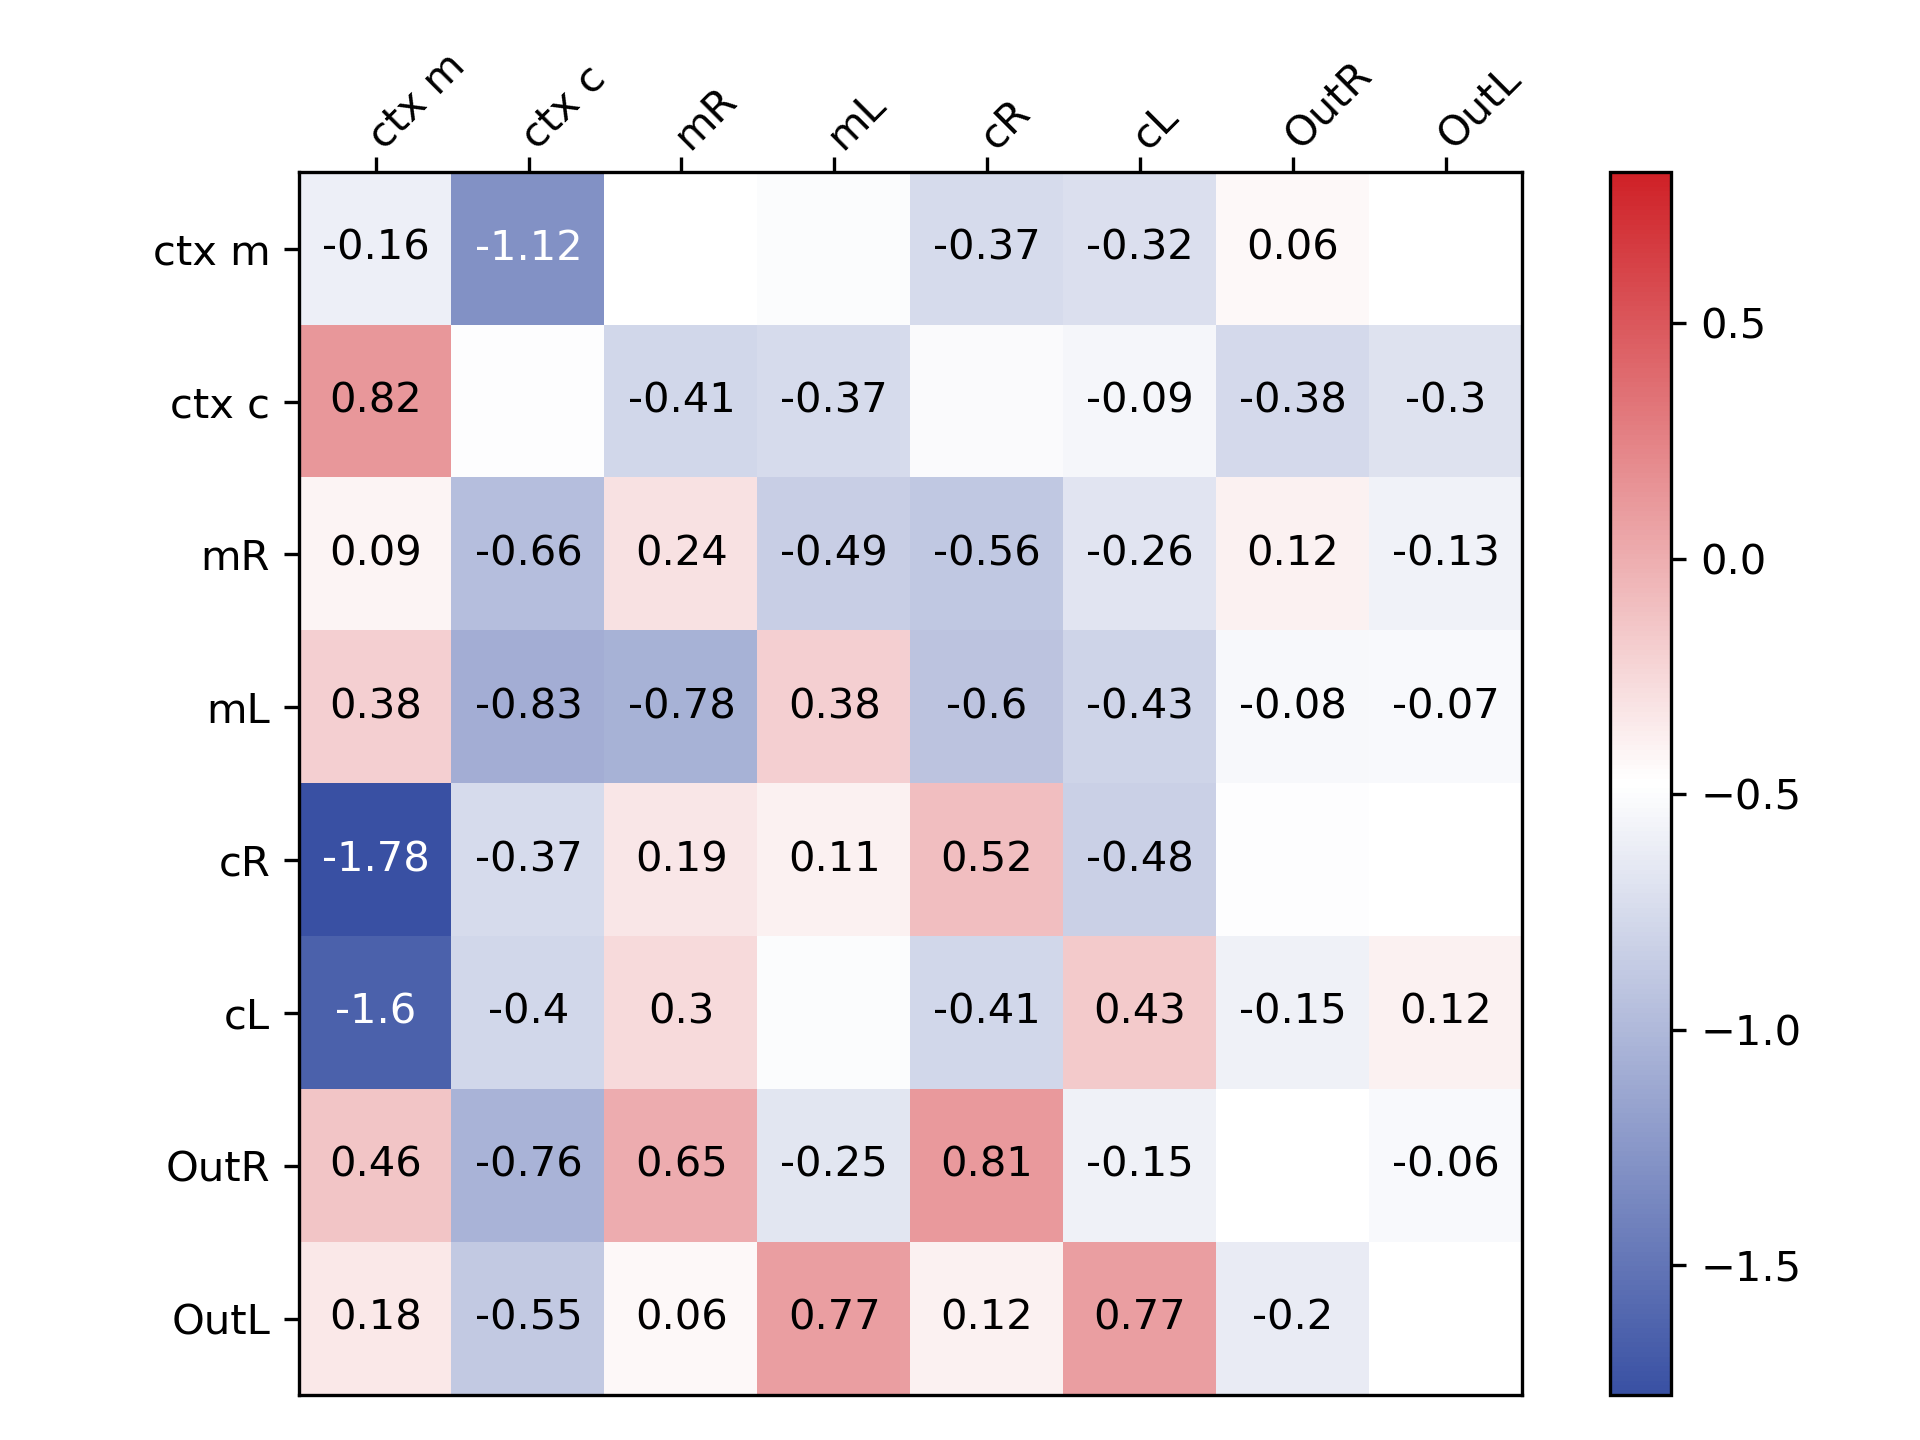 ctx m ctx c mR mL cR cL OutR OutL
ctx m -0.16 -1.12 -0.37 -0.32 0.06
ctx c 0.82 -0.41 -0.37 -0.09 -0.38 -0.3
mR 0.09 -0.66 0.24 -0.49 -0.56 -0.26 0.12 -0.13
mL 0.38 -0.83 -0.78 0.38 -0.6 -0.43 -0.08 -0.07
cR -1.78 -0.37 0.19 0.11 0.52 -0.48
cL -1.6 -0.4 0.3 -0.41 0.43 -0.15 0.12
OutR 0.46 -0.76 0.65 -0.25 0.81 -0.15 -0.06
OutL 0.18 -0.55 0.06 0.77 0.12 0.77 -0.2
0.5
0.0
−0.5
−1.0
−1.5